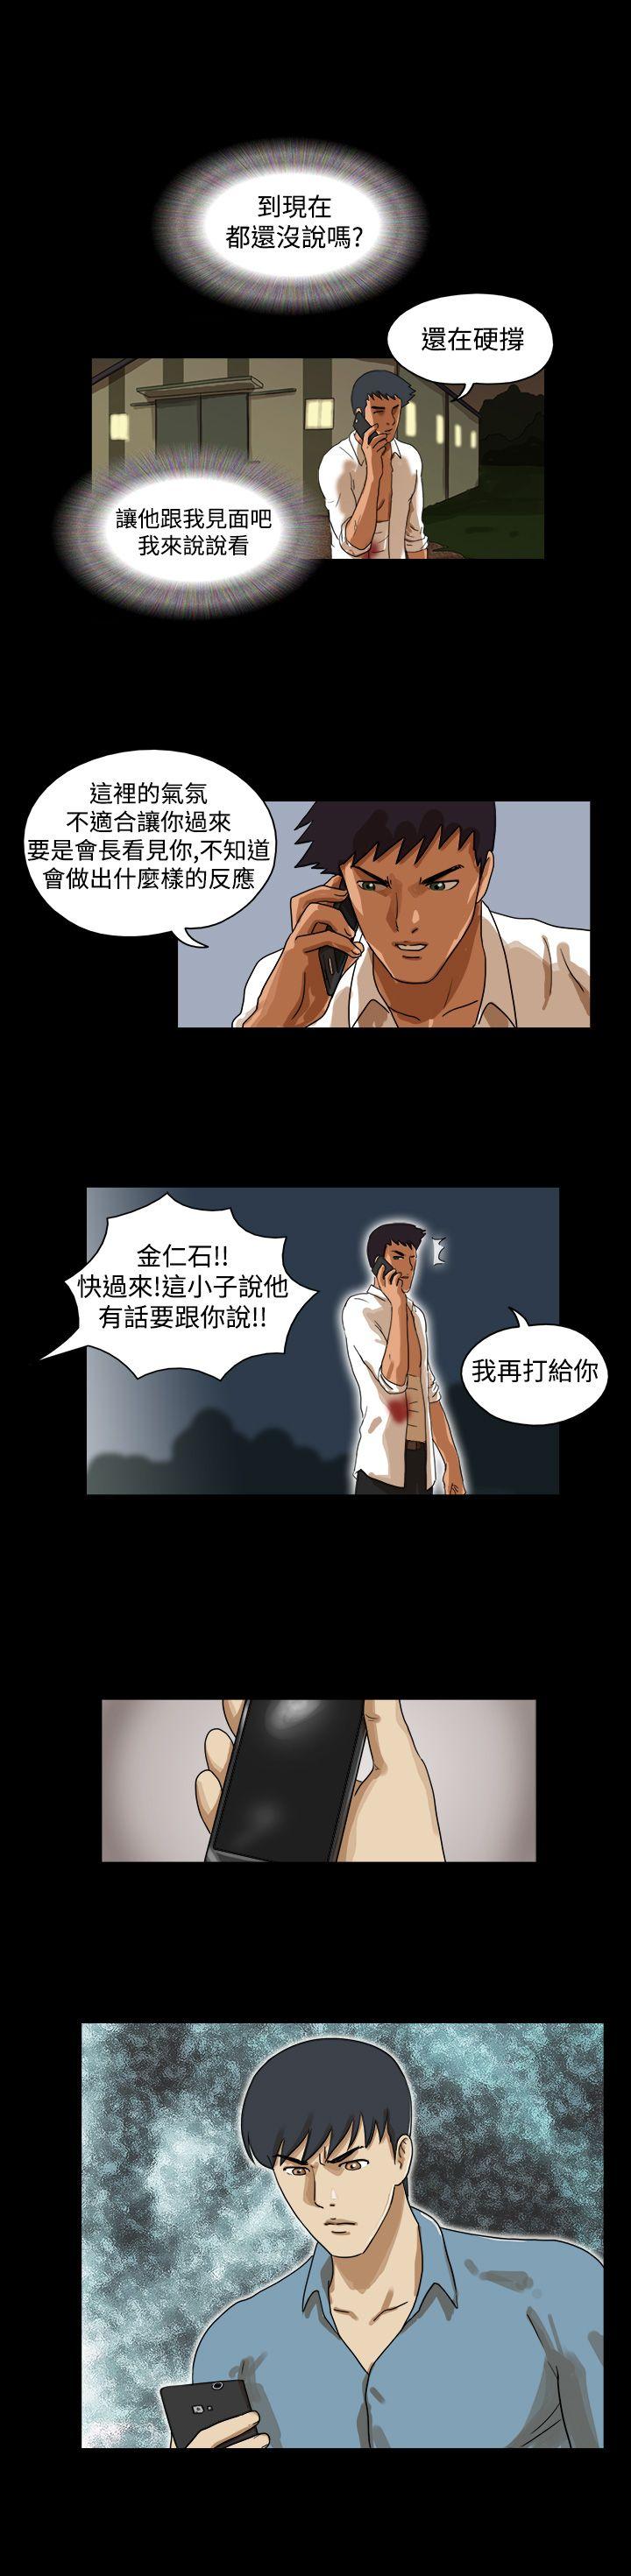 到現在
都還沒說嗎?
還在硬撐
讓他跟我見面吧
我來說說看
這裡的氣氛
不適合讓你過來
要是會長看見你,不知道
會做出什麼樣的反應
金仁石!!
快過來!這小子說他
有話要跟你說!!
我再打給你